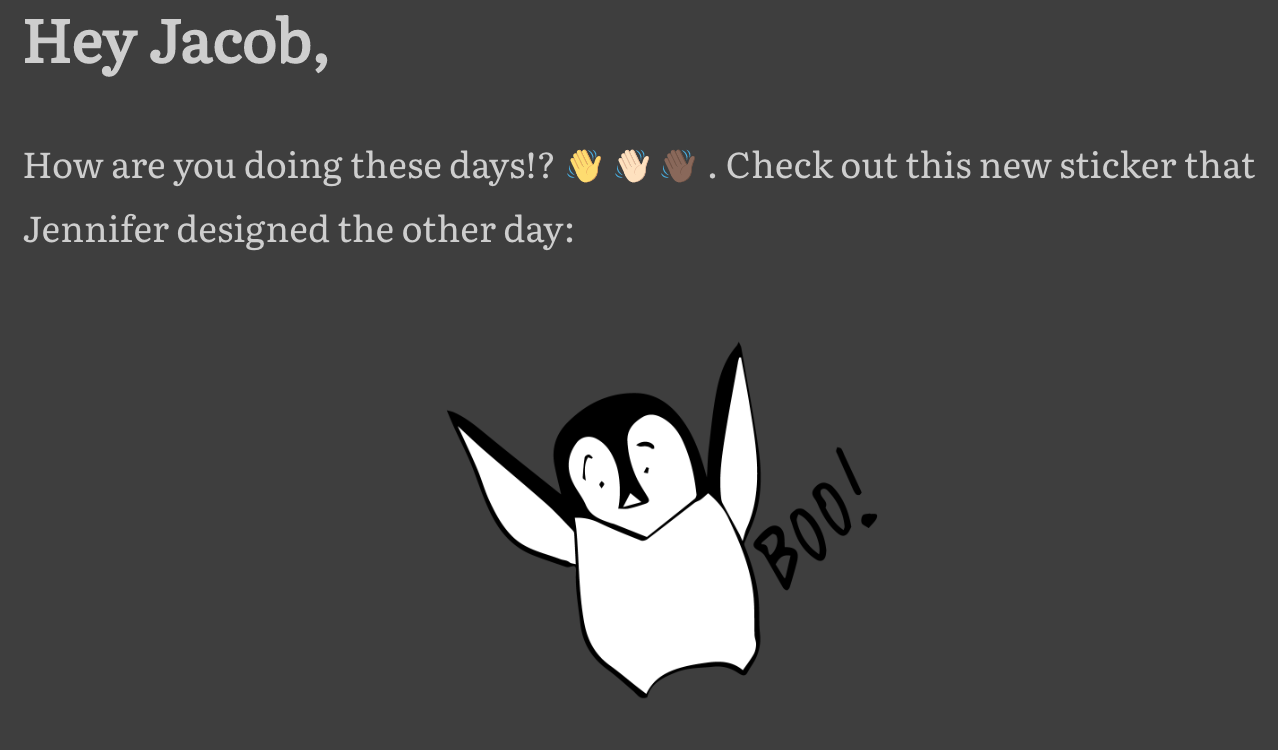 Hey Jacob,
How are you doing these days!? 👋👋🏻👋🏾 . Check out this new sticker that
Jennifer designed the other day:
BOO!